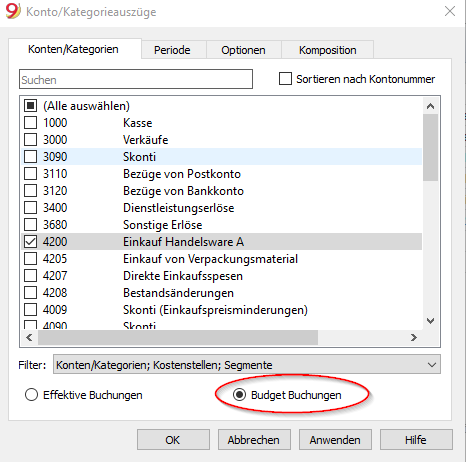 9 Konto/Kategorieauszüge
Konten/Kategorien Periode Optionen Komposition
Suchen Sortieren nach Kontonummer
(Alle auswählen)
1000 Kasse
3000 Verkäufe
3090 Skonti
3110 Bezüge von Postkonto
3120 Bezüge von Bankkonto
3400 Dienstleistungserlöse
3680 Sonstige Erlöse
4200 Einkauf Handelsware A
4205 Einkauf von Verpackungsmaterial
4207 Direkte Einkaufsspesen
4208 Bestandsänderungen
4009 Skonti (Einkaufspreisminderungen)
4090 Skonti
Filter: Konten/Kategorien; Kostenstellen; Segmente
Effektive Buchungen Budget Buchungen
OK Abbrechen Anwenden Hilfe